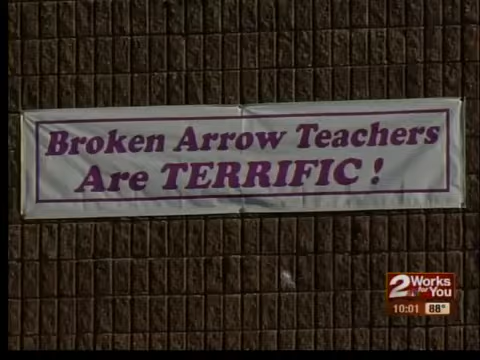 Broken Arrow Teachers
Are TERRIFIC !
2 Works
for You
10:01 88°